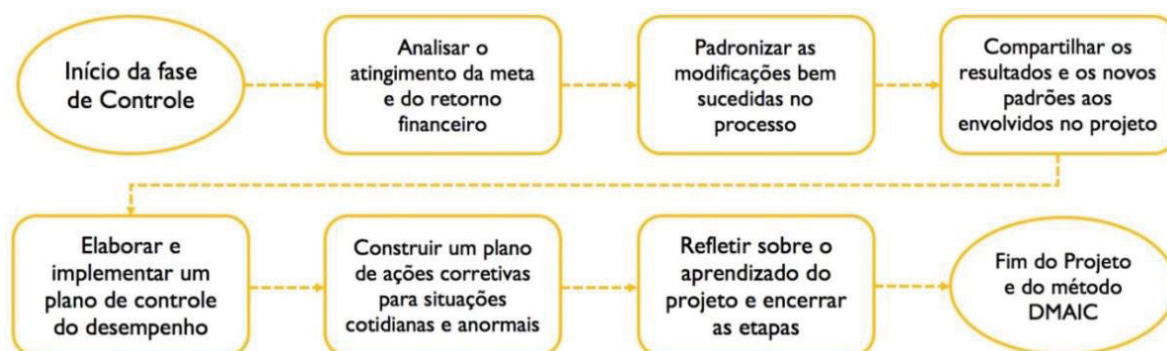 Início da fase
de Controle
Analisar o
atingimento da meta
e do retorno
financeiro
Padronizar as
modificações bem
sucedidas no
processo
Compartilhar os
resultados e os novos
padrões aos
envolvidos no projeto
Elaborar e
implementar um
plano de controle
do desempenho
Construir um plano
de ações corretivas
para situações
cotidianas e anormais
Refletir sobre o
aprendizado do
projeto e encerrar
as etapas
Fim do Projeto
e do método
DMAIC